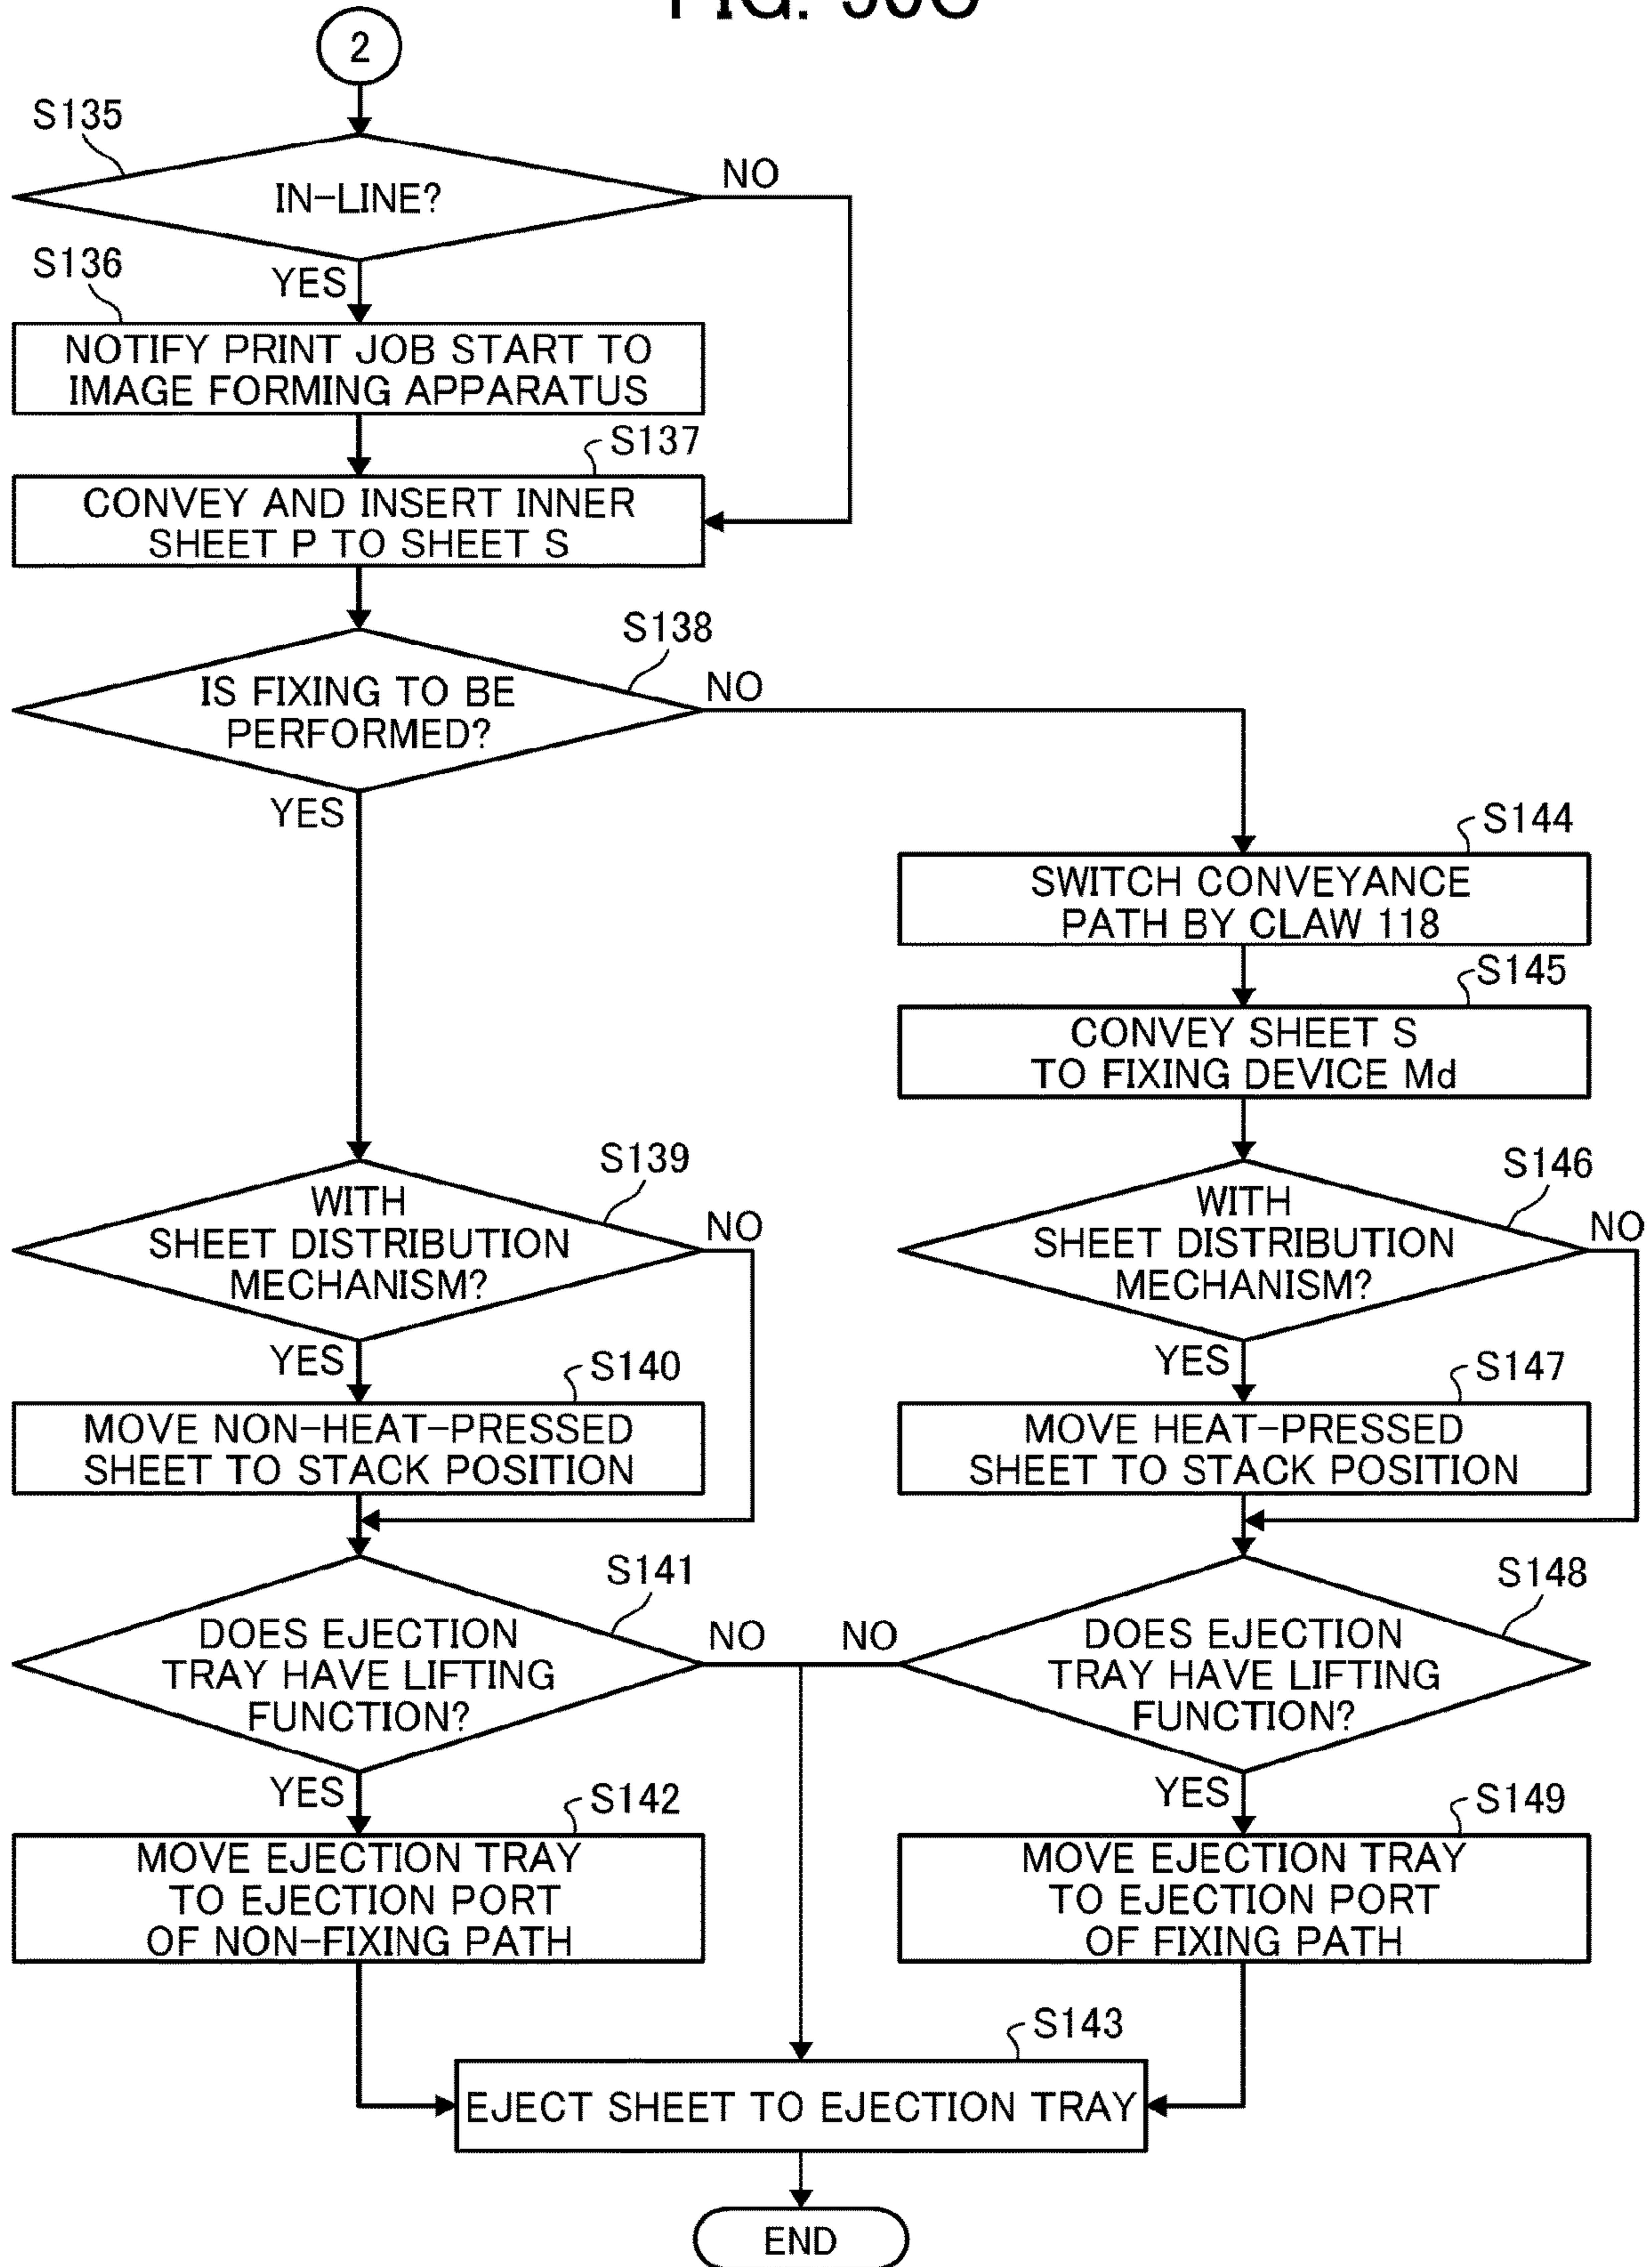 2
S135
IN-LINE?
NO
YES
S136
NOTIFY PRINT JOB START TO
IMAGE FORMING APPARATUS
S137
CONVEY AND INSERT INNER
SHEET P TO SHEET S
S138
IS FIXING TO BE
PERFORMED?
NO
YES
S144
SWITCH CONVEYANCE
PATH BY CLAW 118
S145
CONVEY SHEET S
TO FIXING DEVICE Md
S139
WITH
SHEET DISTRIBUTION
MECHANISM?
NO
YES
S146
WITH
SHEET DISTRIBUTION
MECHANISM?
NO
YES
S140
MOVE NON-HEAT-PRESSED
SHEET TO STACK POSITION
S147
MOVE HEAT-PRESSED
SHEET TO STACK POSITION
S141
DOES EJECTION
TRAY HAVE LIFTING
FUNCTION?
NO
YES
S148
DOES EJECTION
TRAY HAVE LIFTING
FUNCTION?
NO
YES
S142
MOVE EJECTION TRAY
TO EJECTION PORT
OF NON-FIXING PATH
S149
MOVE EJECTION TRAY
TO EJECTION PORT
OF FIXING PATH
S143
EJECT SHEET TO EJECTION TRAY
END